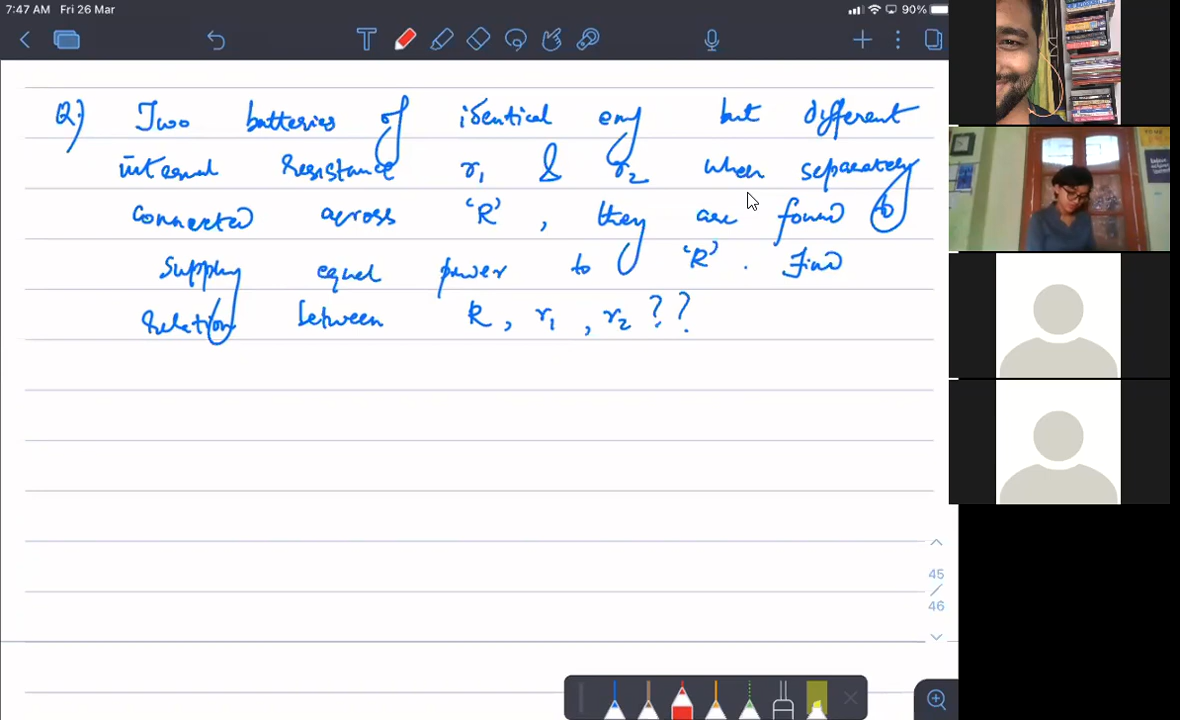 7:47 AM Fri 26 Mar
90%
Q.) Two batteries of identical emf but different
internal resistance r₁ & r₂ when separately
connected across 'R', they are found to
supply equal power to 'R'. Find
relation between R, r₁, r₂ ??
45
/
46